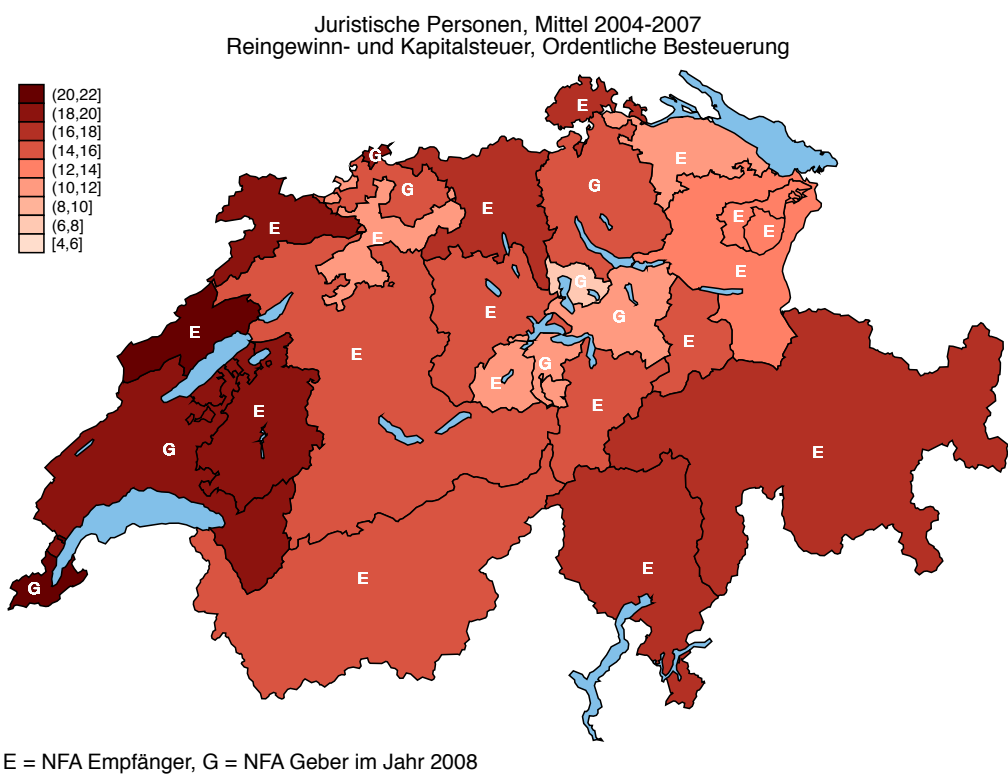 Juristische Personen, Mittel 2004-2007
Reingewinn- und Kapitalsteuer, Ordentliche Besteuerung
(20,22]
(18,20]
(16,18]
(14,16]
(12,14]
(10,12]
(8,10]
(6,8]
[4,6]
E
G
E
G
G
E
E
E
E
E
E
E
G
E
G
E
E
E
G
E
E
E
G
E
E
E
G
E = NFA Empfänger, G = NFA Geber im Jahr 2008